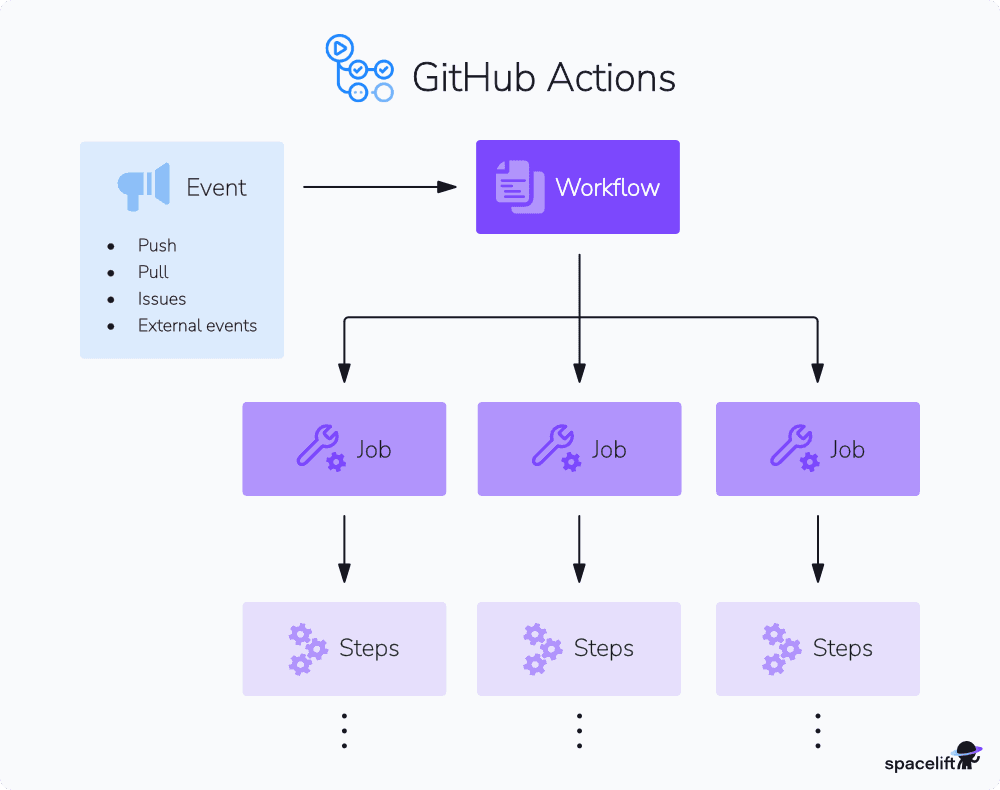 GitHub Actions
Event
Workflow
• Push
• Pull
• Issues
• External events
Job
Job
Job
Steps
Steps
Steps
spacelift